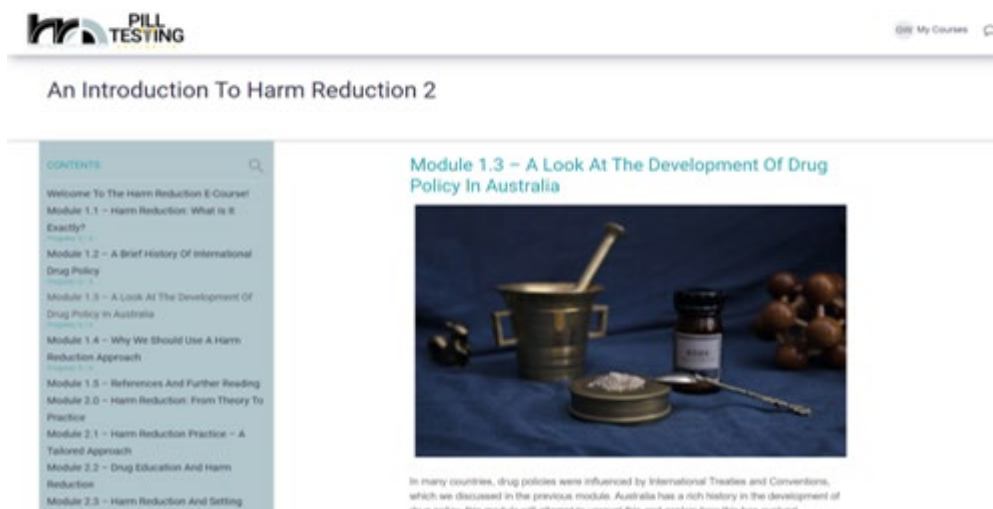 hra PILL
TESTING
My Courses
An Introduction To Harm Reduction 2
CONTENTS
Welcome To The Harm Reduction E-Course!
Module 1.1 – Harm Reduction: What Is It
Exactly?
Module 1.2 – A Brief History Of International
Drug Policy
Module 1.3 – A Look At The Development Of
Drug Policy In Australia
Module 1.4 – Why We Should Use A Harm
Reduction Approach
Module 1.5 – References And Further Reading
Module 2.0 – Harm Reduction: From Theory To
Practice
Module 2.1 – Harm Reduction Practice – A
Tailored Approach
Module 2.2 – Drug Education And Harm
Reduction
Module 2.3 – Harm Reduction And Setting
Module 1.3 – A Look At The Development Of Drug
Policy In Australia
In many countries, drug policies were influenced by International Treaties and Conventions,
which we discussed in the previous module. Australia has a rich history in the development of